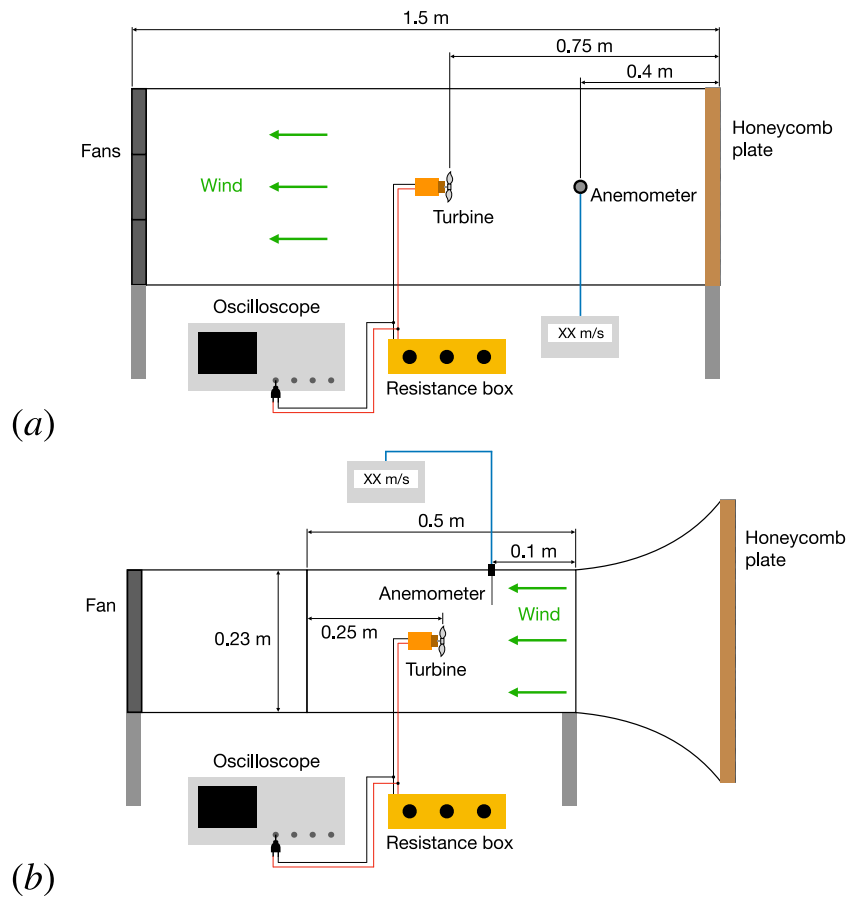 1.5 m
0.75 m
0.4 m
Honeycomb
plate
Fans
Wind
Turbine
Anemometer
Oscilloscope
XX m/s
Resistance box
(a)
XX m/s
0.5 m
Honeycomb
plate
0.1 m
Fan
Anemometer
Wind
0.25 m
0.23 m
Turbine
Oscilloscope
Resistance box
(b)